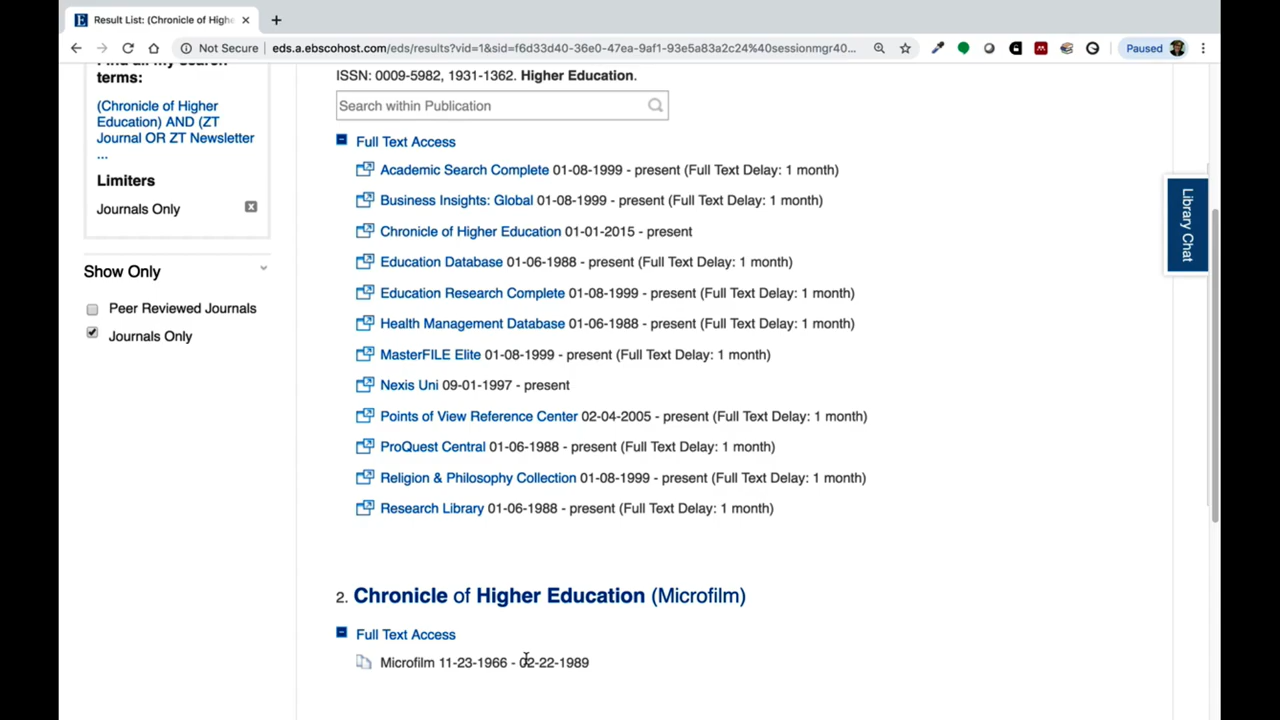 Result List: (Chronicle of Highe
Not Secure
eds.a.ebscohost.com/eds/results?vid=1&sid=f6d33d40-36e0-47ea-9af1-93e5a83a2c24%40sessionmgr40...
Paused
Find all my search
terms:
(Chronicle of Higher
Education) AND (ZT
Journal OR ZT Newsletter
...
Limiters
Journals Only
Show Only
Peer Reviewed Journals
Journals Only
ISSN: 0009-5982, 1931-1362. Higher Education.
Search within Publication
Full Text Access
Academic Search Complete 01-08-1999 - present (Full Text Delay: 1 month)
Business Insights: Global 01-08-1999 - present (Full Text Delay: 1 month)
Chronicle of Higher Education 01-01-2015 - present
Education Database 01-06-1988 - present (Full Text Delay: 1 month)
Education Research Complete 01-08-1999 - present (Full Text Delay: 1 month)
Health Management Database 01-06-1988 - present (Full Text Delay: 1 month)
MasterFILE Elite 01-08-1999 - present (Full Text Delay: 1 month)
Nexis Uni 09-01-1997 - present
Points of View Reference Center 02-04-2005 - present (Full Text Delay: 1 month)
ProQuest Central 01-06-1988 - present (Full Text Delay: 1 month)
Religion & Philosophy Collection 01-08-1999 - present (Full Text Delay: 1 month)
Research Library 01-06-1988 - present (Full Text Delay: 1 month)
2. Chronicle of Higher Education (Microfilm)
Full Text Access
Microfilm 11-23-1966 - 02-22-1989
Library Chat